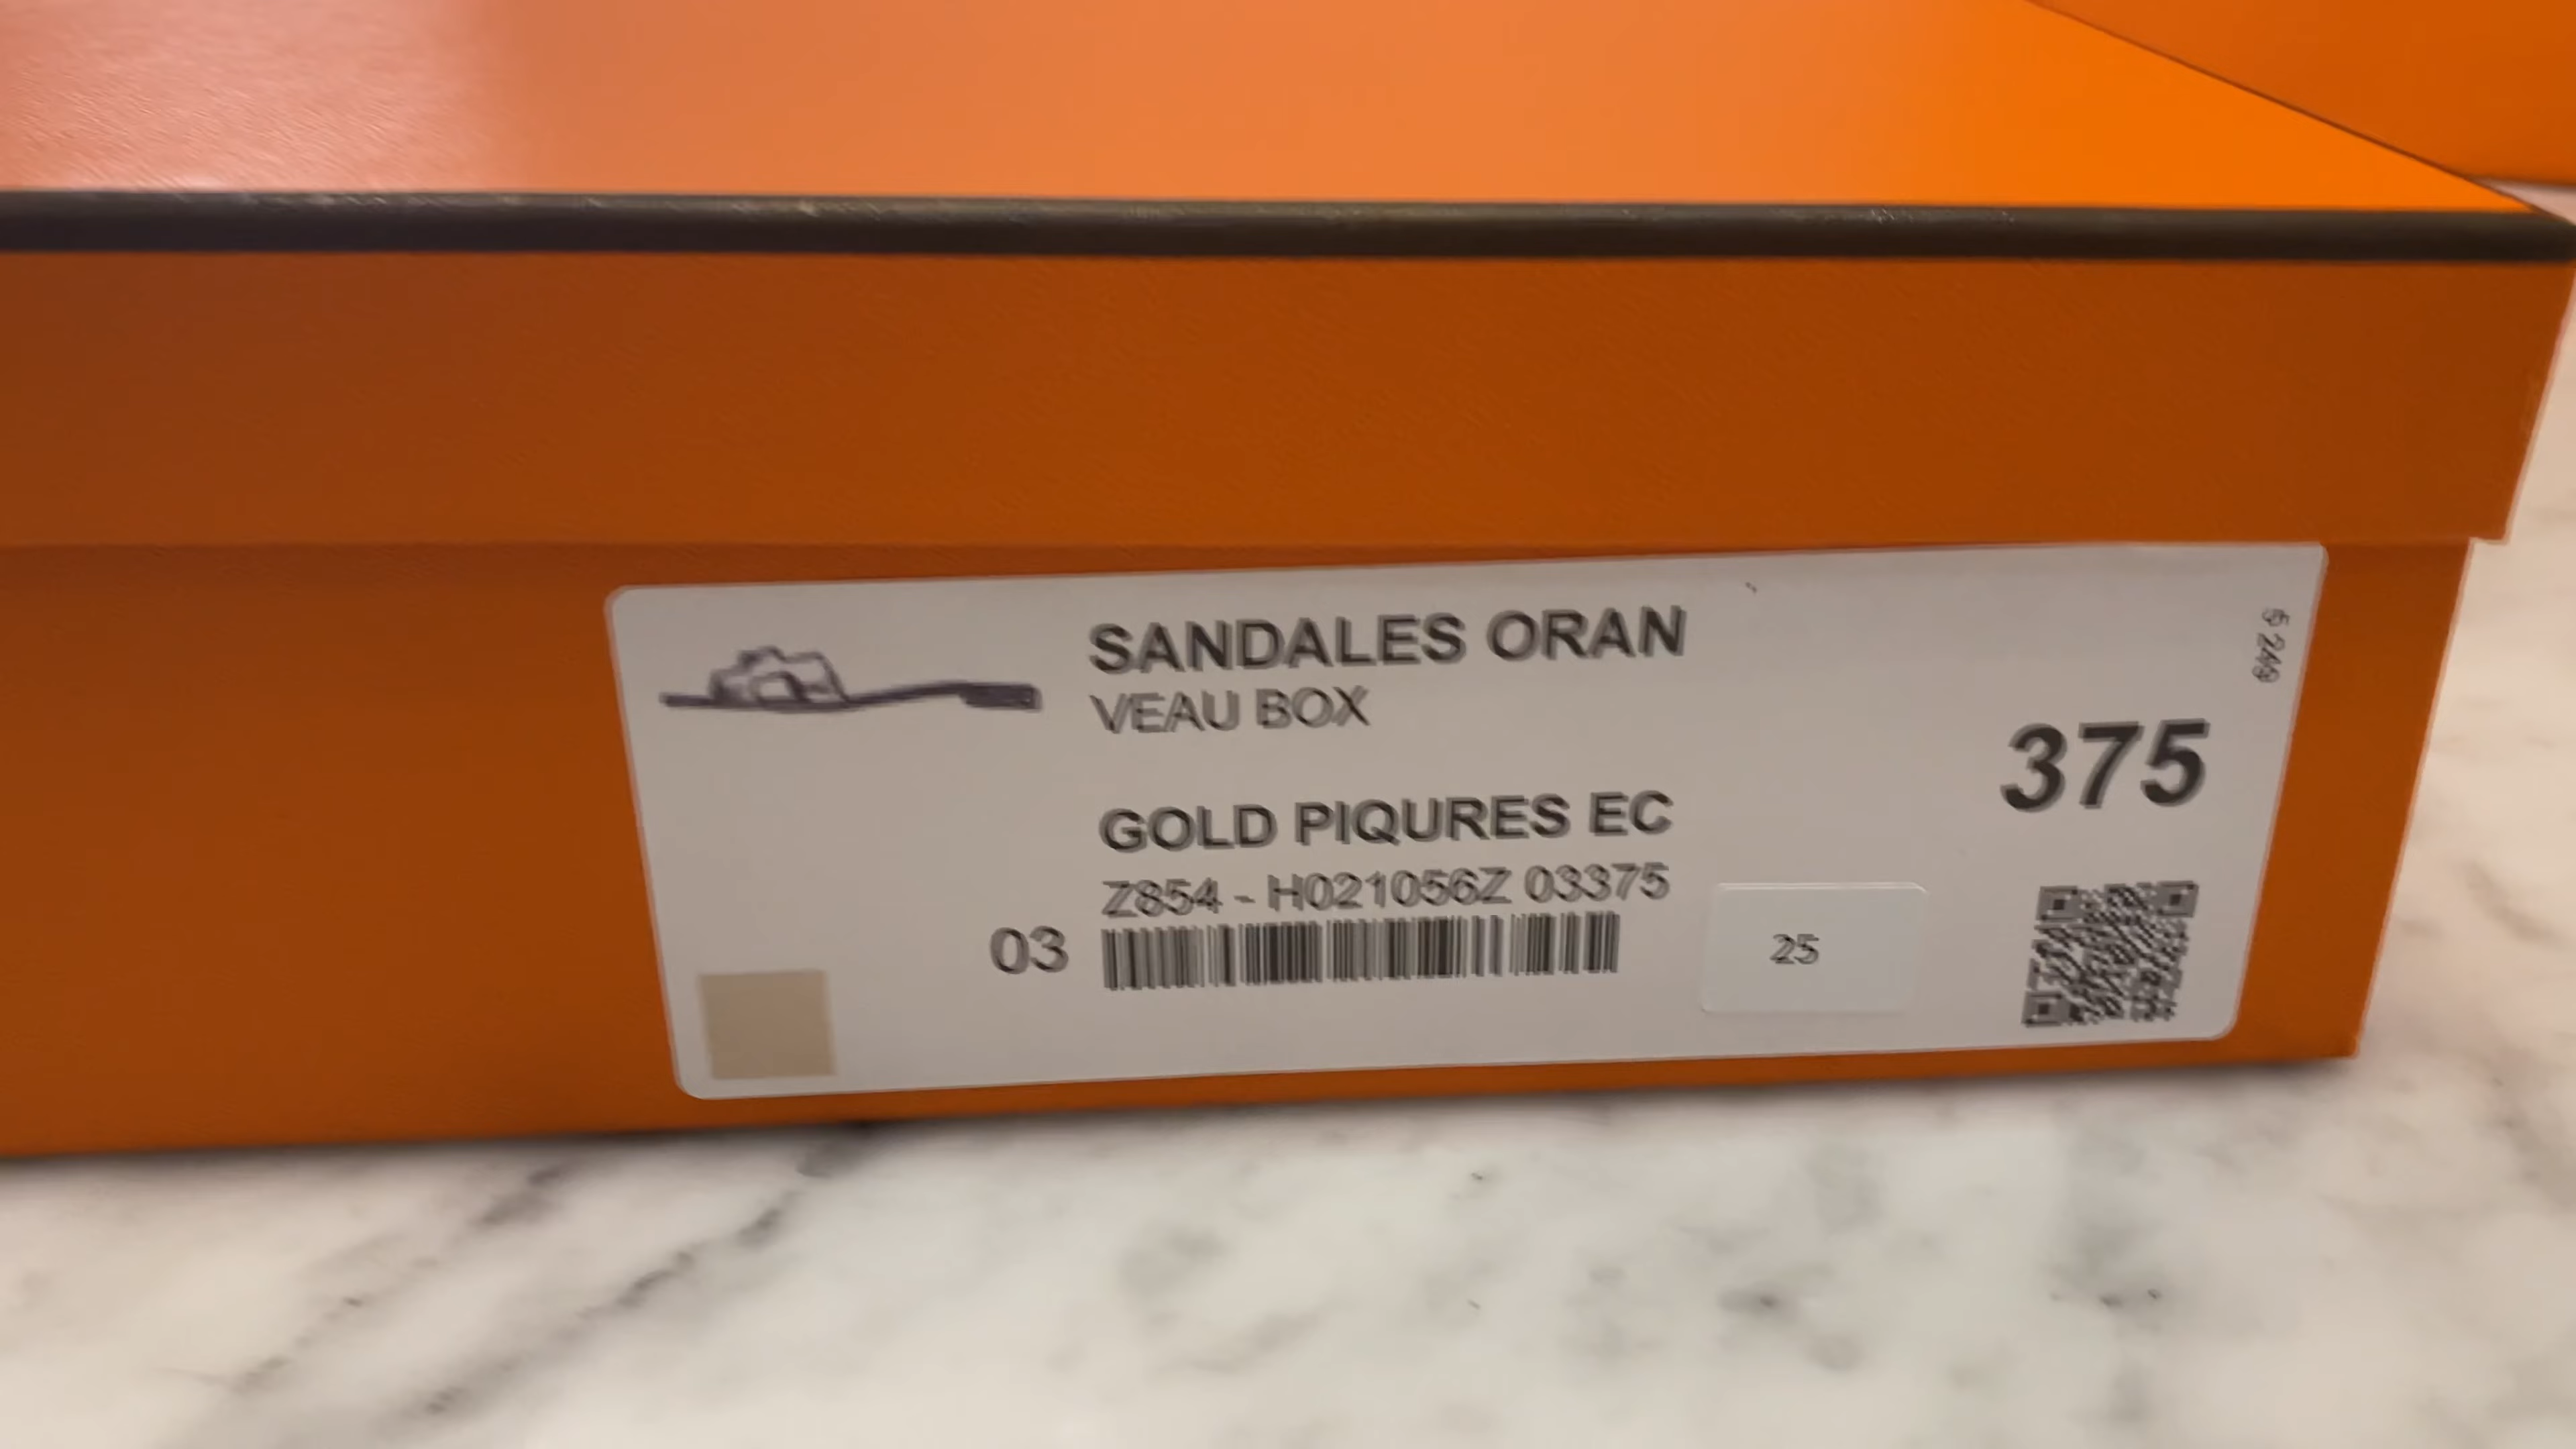 SANDALES ORAN
VEAU BOX
375
GOLD PIQURES EC
Z854 - H021056Z 03375
03
25